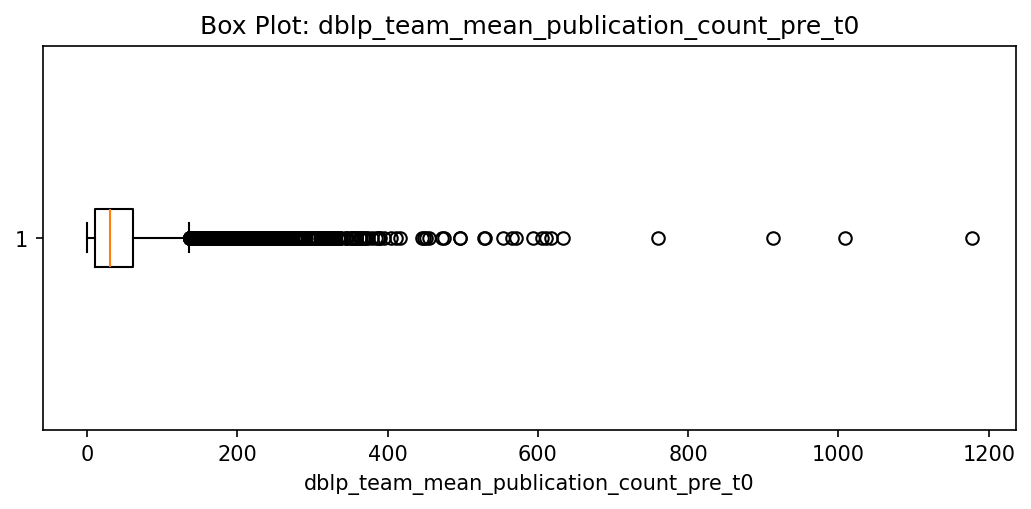 Box Plot: dblp_team_mean_publication_count_pre_t0
1
0 200 400 600 800 1000 1200
dblp_team_mean_publication_count_pre_t0